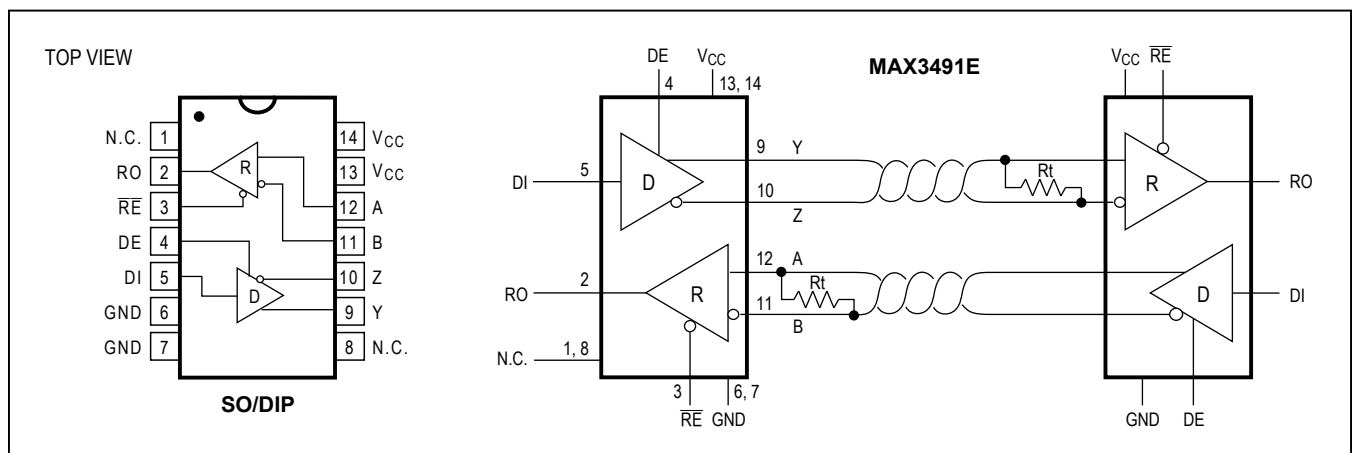 TOP VIEW
N.C. 1
RO 2
RE 3
DE 4
DI 5
GND 6
GND 7
14 VCC
13 VCC
12 A
11 B
10 Z
9 Y
8 N.C.
R
D
SO/DIP
MAX3491E
DE
4
VCC
13, 14
DI
5
D
9 Y
10
Z
Rt
RO
2
R
12 A
11
B
Rt
N.C.
1, 8
3
RE
6, 7
GND
VCC
RE
R
RO
D
DI
GND
DE